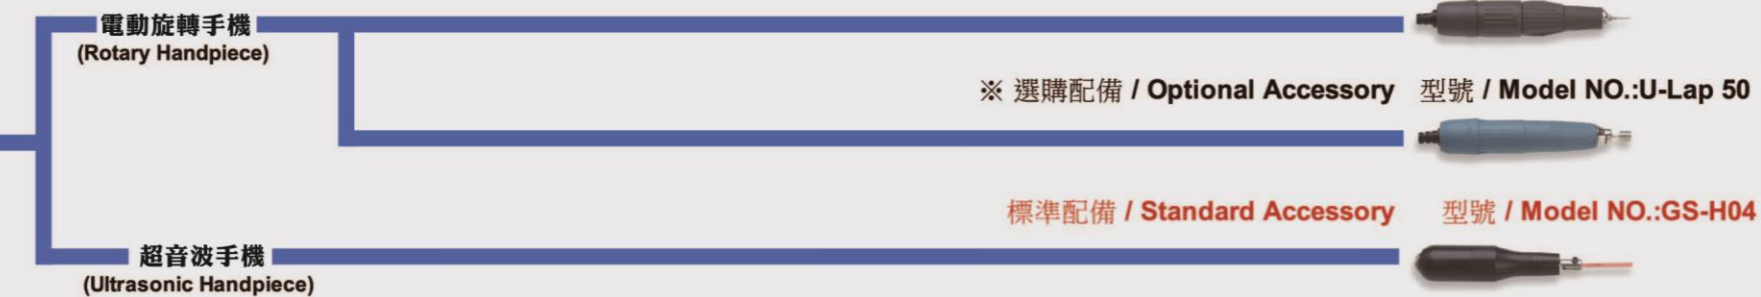 電動旋轉手機
(Rotary Handpiece)
※ 選購配備 / Optional Accessory 型號 / Model NO.:U-Lap 50
標準配備 / Standard Accessory 型號 / Model NO.:GS-H04
超音波手機
(Ultrasonic Handpiece)